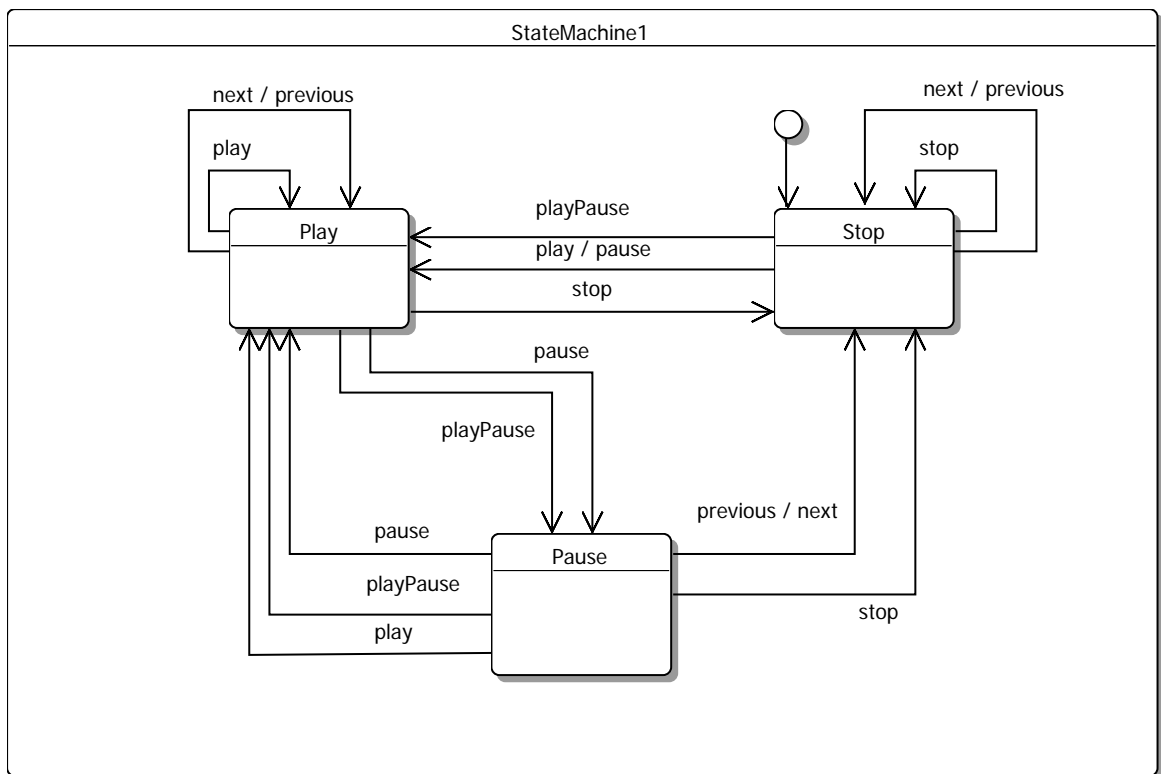 StateMachine1
next / previous
next / previous
play
stop
playPause
Play
Stop
play / pause
stop
pause
playPause
previous / next
pause
Pause
playPause
stop
play